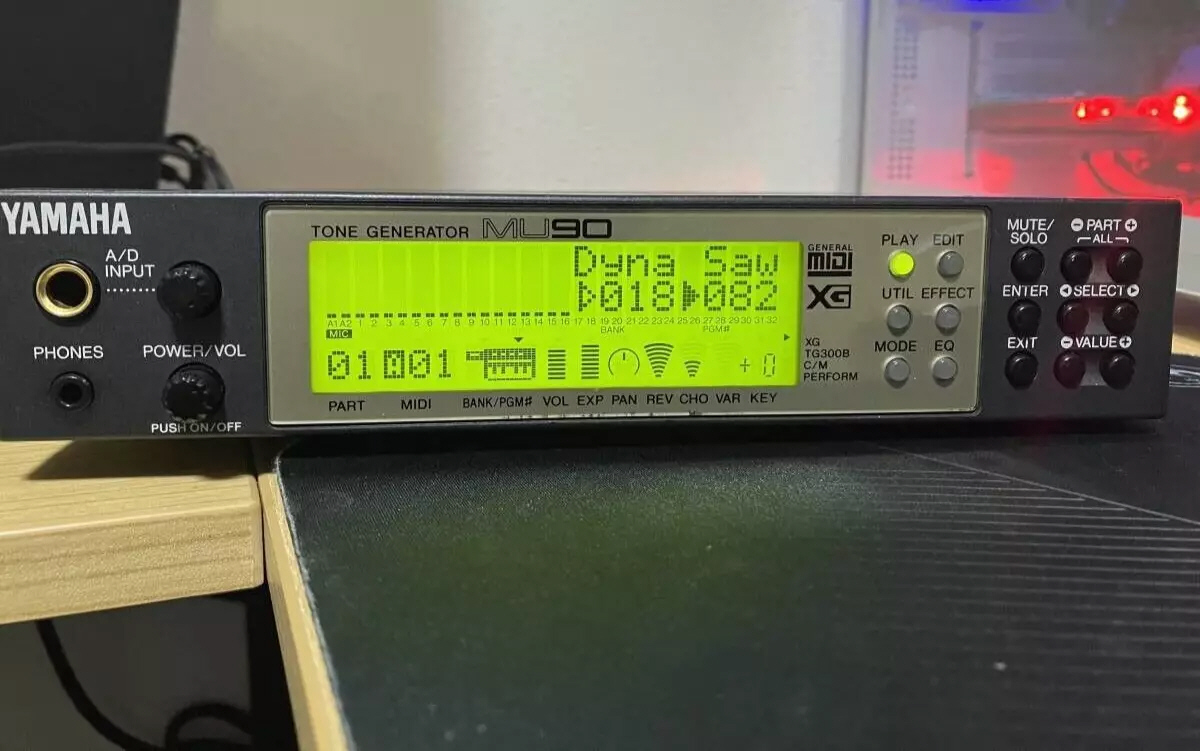 YAMAHA
A/D
INPUT
PHONES
POWER/VOL
PUSH ON/OFF
TONE GENERATOR MU90
Dyna Saw
018 082
A1 A2 1 2 3 4 5 6 7 8 9 10 11 12 13 14 15 16 17 18 19 20 21 22 23 24 25 26 27 28 29 30 31 32
MIC BANK PGM#
01 01 + 0
PART MIDI BANK/PGM# VOL EXP PAN REV CHO VAR KEY
GENERAL
MIDI
XG
XG
TG300B
C/M
PERFORM
PLAY EDIT
UTIL EFFECT
MODE EQ
MUTE/
SOLO
PART
ALL
ENTER SELECT
EXIT VALUE